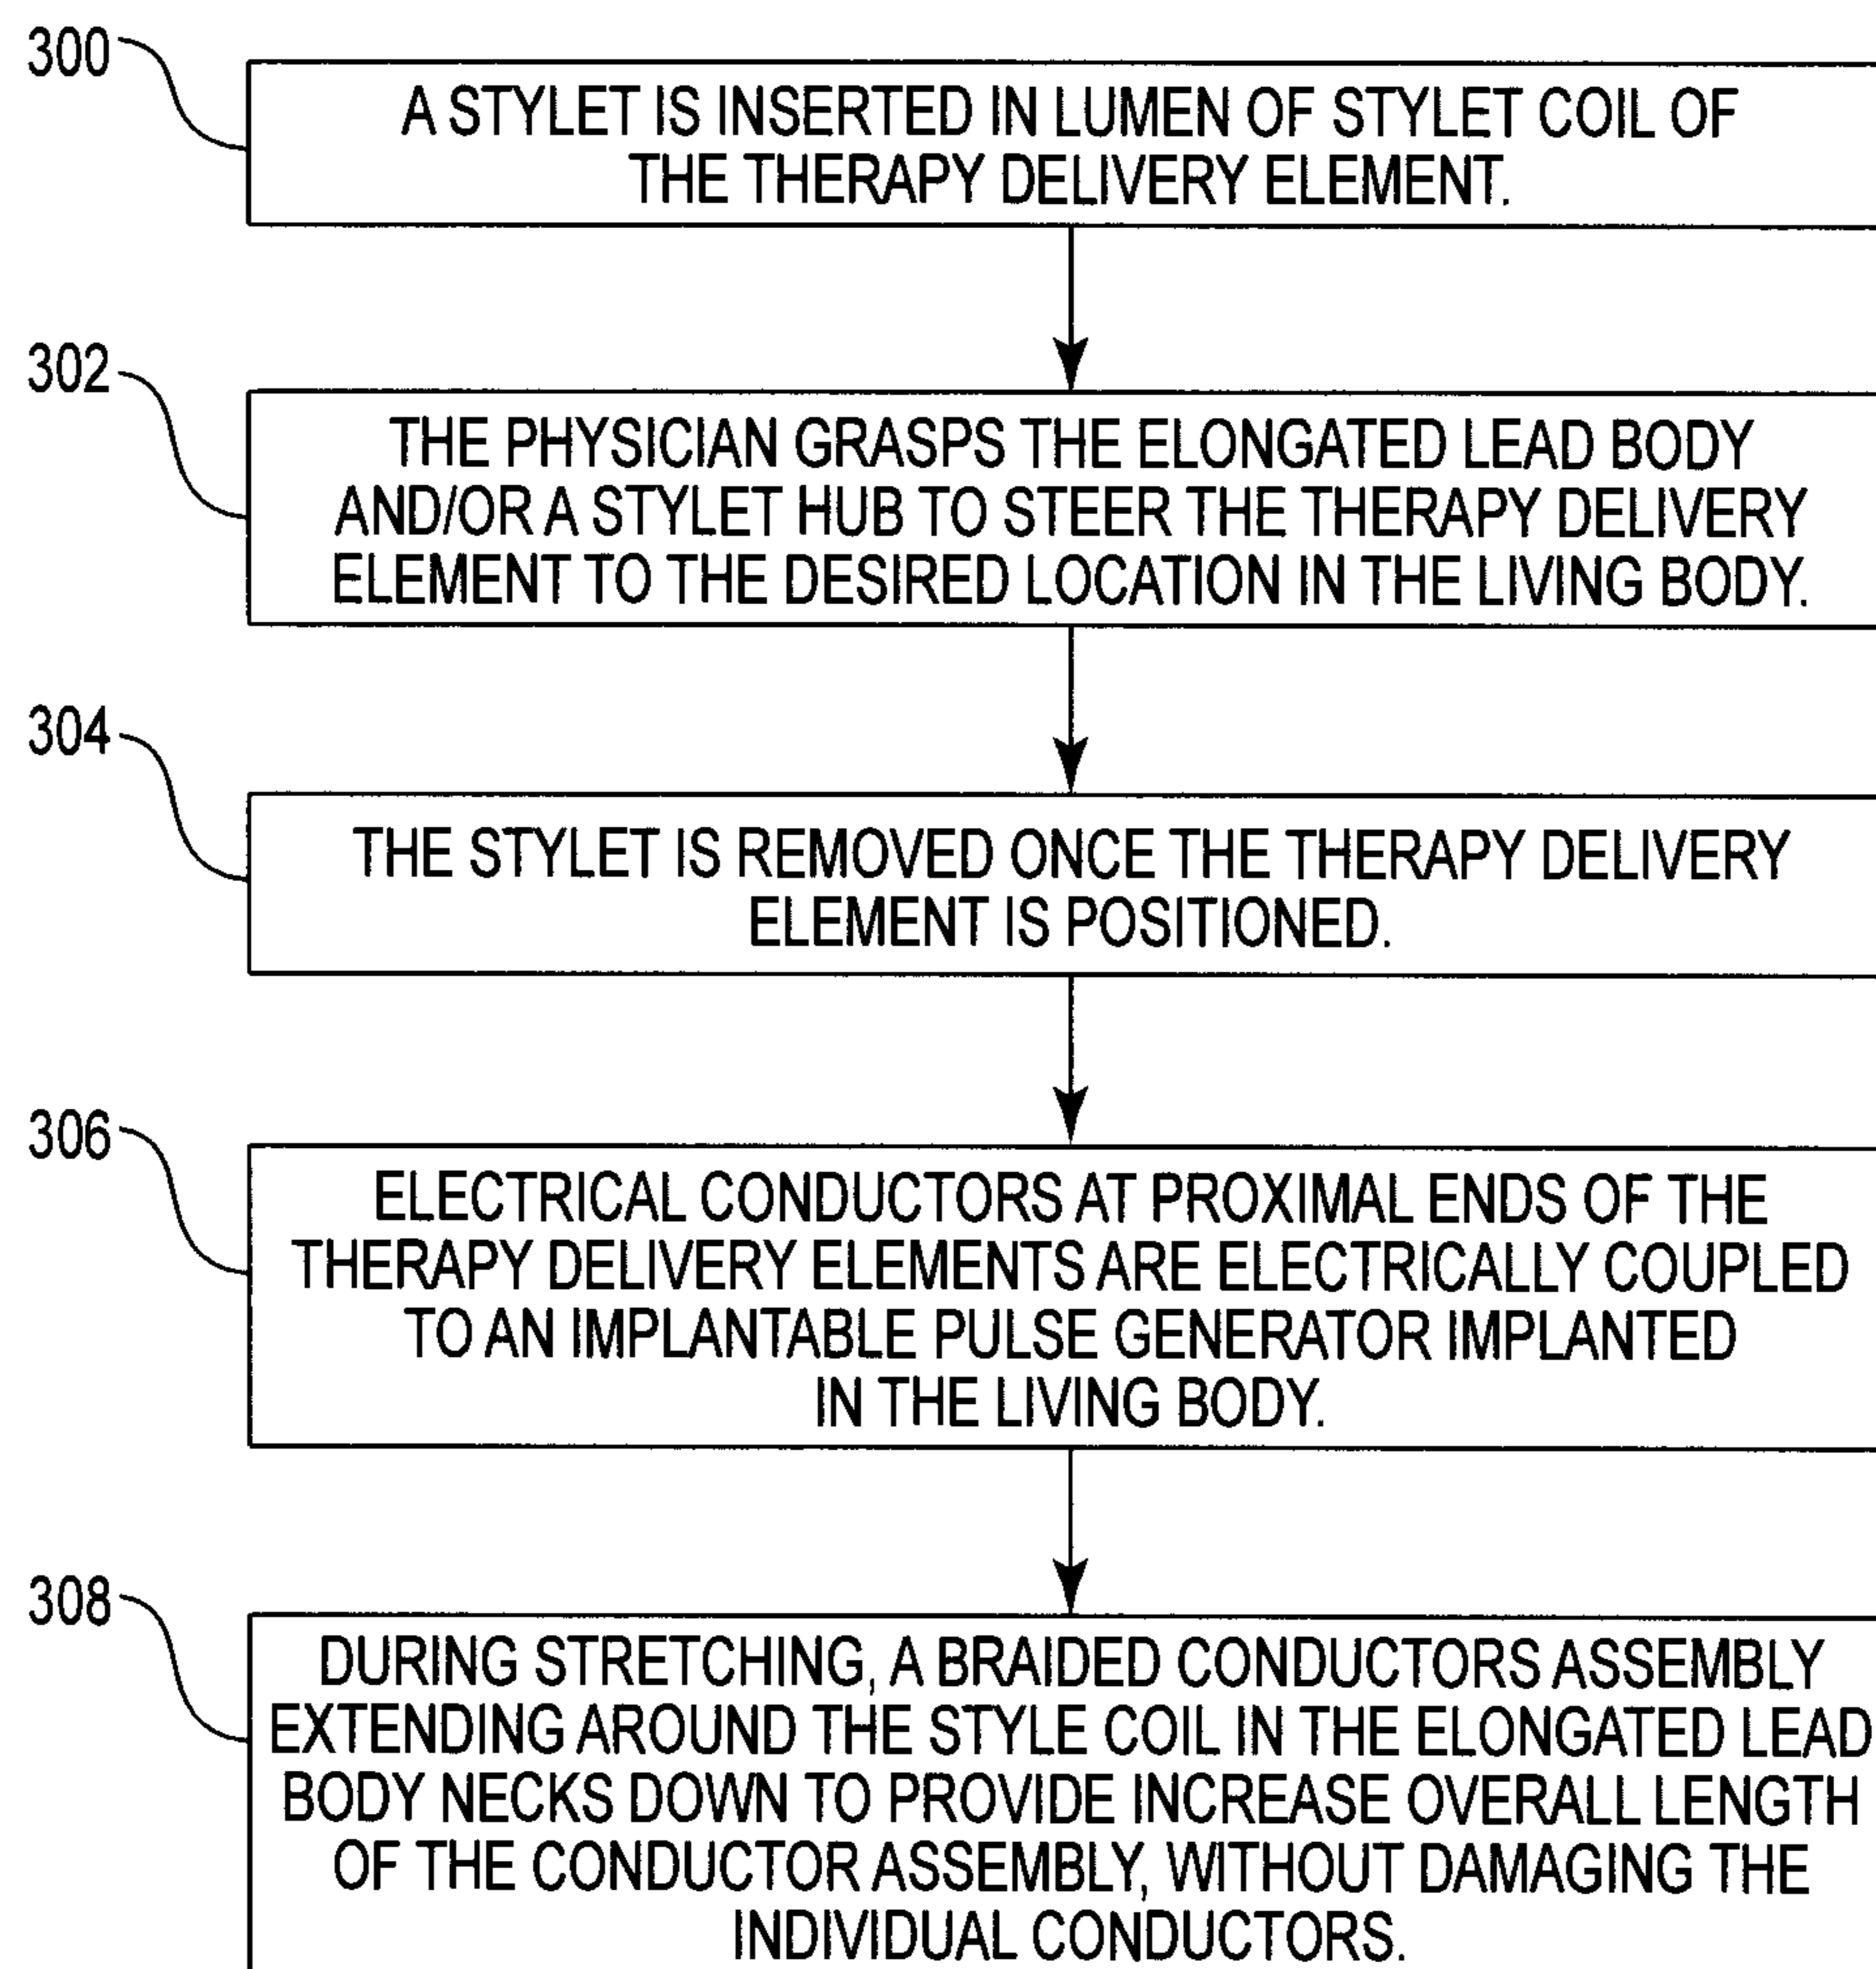 300
A STYLET IS INSERTED IN LUMEN OF STYLET COIL OF
THE THERAPY DELIVERY ELEMENT.
302
THE PHYSICIAN GRASPS THE ELONGATED LEAD BODY
AND/OR A STYLET HUB TO STEER THE THERAPY DELIVERY
ELEMENT TO THE DESIRED LOCATION IN THE LIVING BODY.
304
THE STYLET IS REMOVED ONCE THE THERAPY DELIVERY
ELEMENT IS POSITIONED.
306
ELECTRICAL CONDUCTORS AT PROXIMAL ENDS OF THE
THERAPY DELIVERY ELEMENTS ARE ELECTRICALLY COUPLED
TO AN IMPLANTABLE PULSE GENERATOR IMPLANTED
IN THE LIVING BODY.
308
DURING STRETCHING, A BRAIDED CONDUCTORS ASSEMBLY
EXTENDING AROUND THE STYLE COIL IN THE ELONGATED LEAD
BODY NECKS DOWN TO PROVIDE INCREASE OVERALL LENGTH
OF THE CONDUCTOR ASSEMBLY, WITHOUT DAMAGING THE
INDIVIDUAL CONDUCTORS.